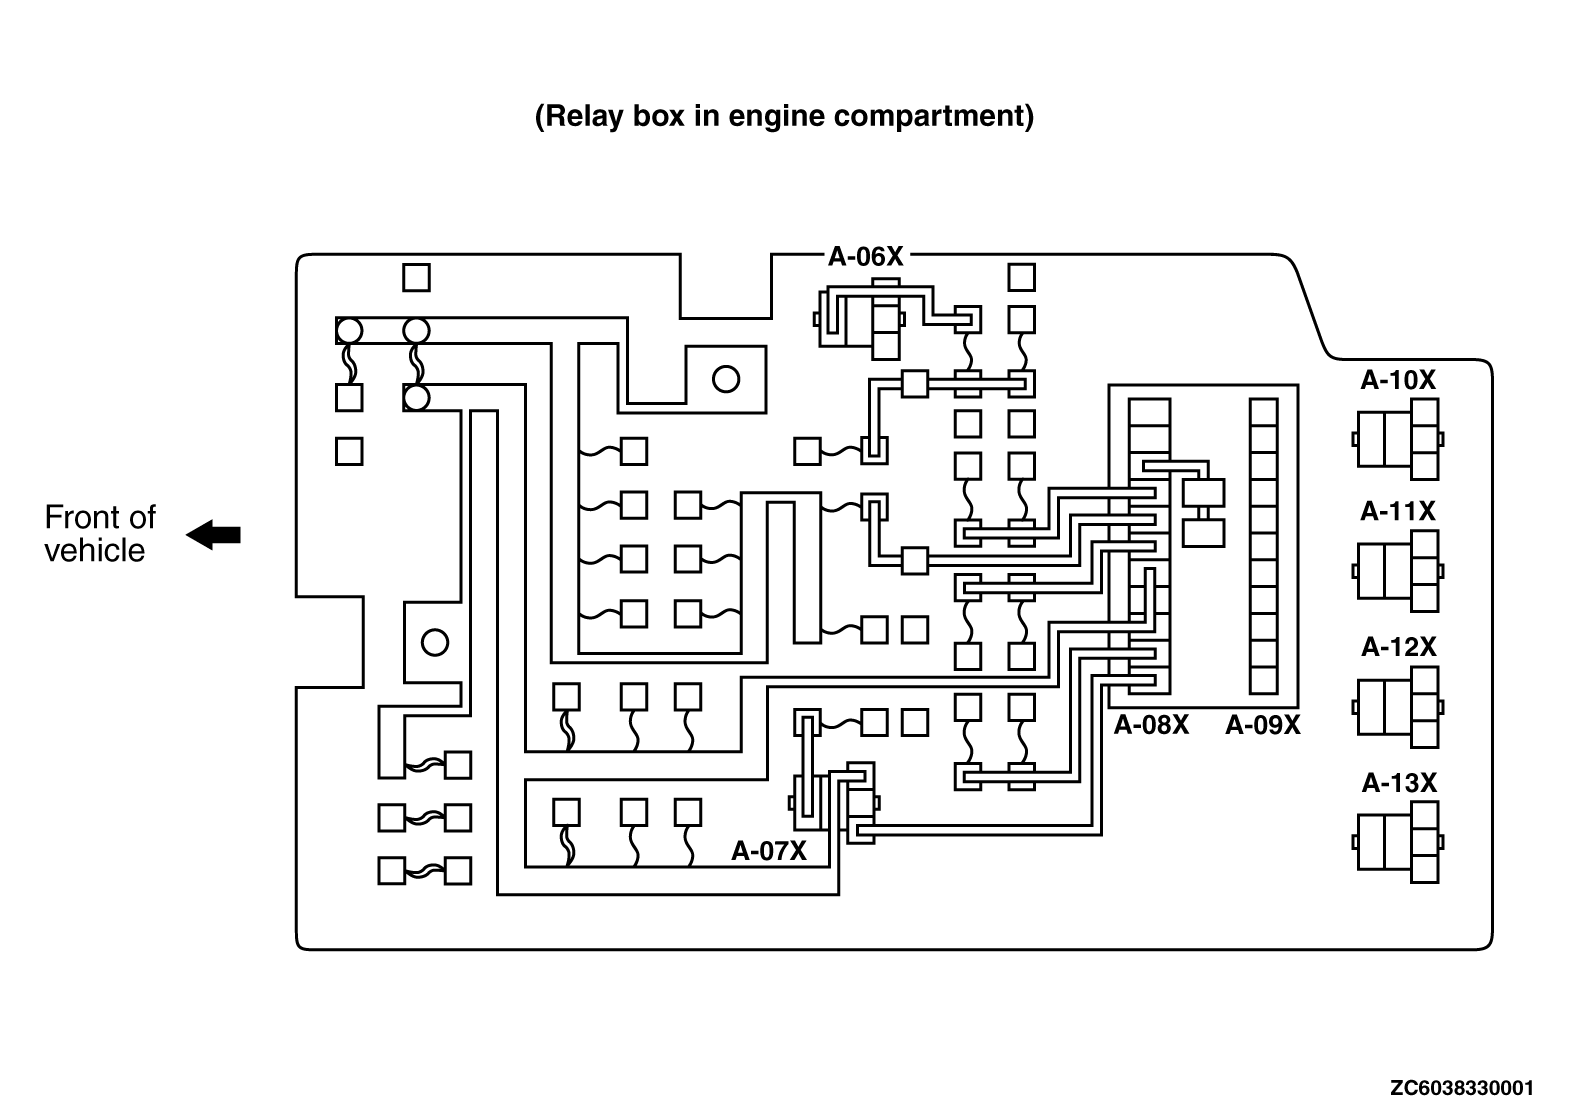 (Relay box in engine compartment)
A-06X
A-10X
A-11X
Front of
vehicle
A-12X
A-08X
A-09X
A-13X
A-07X
ZC6038330001